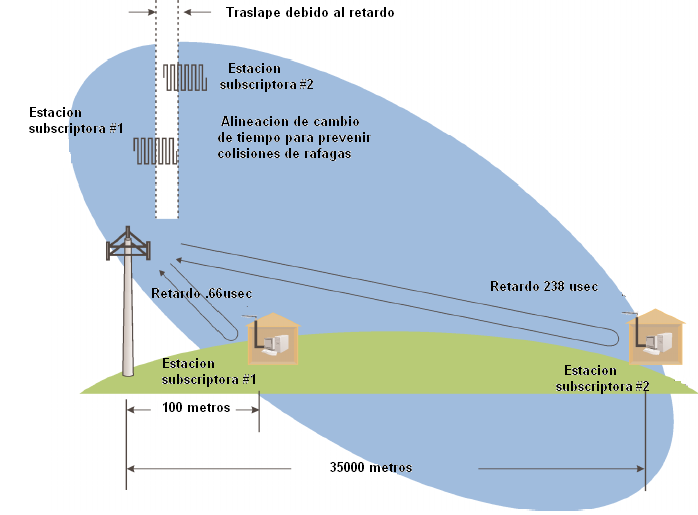 Traslape debido al retardo
Estacion
subscriptora #2
Estacion
subscriptora #1
Alineacion de cambio
de tiempo para prevenir
colisiones de rafagas
Retardo .66usec
Retardo 238 usec
Estacion
subscriptora #1
Estacion
subscriptora #2
100 metros
35000 metros